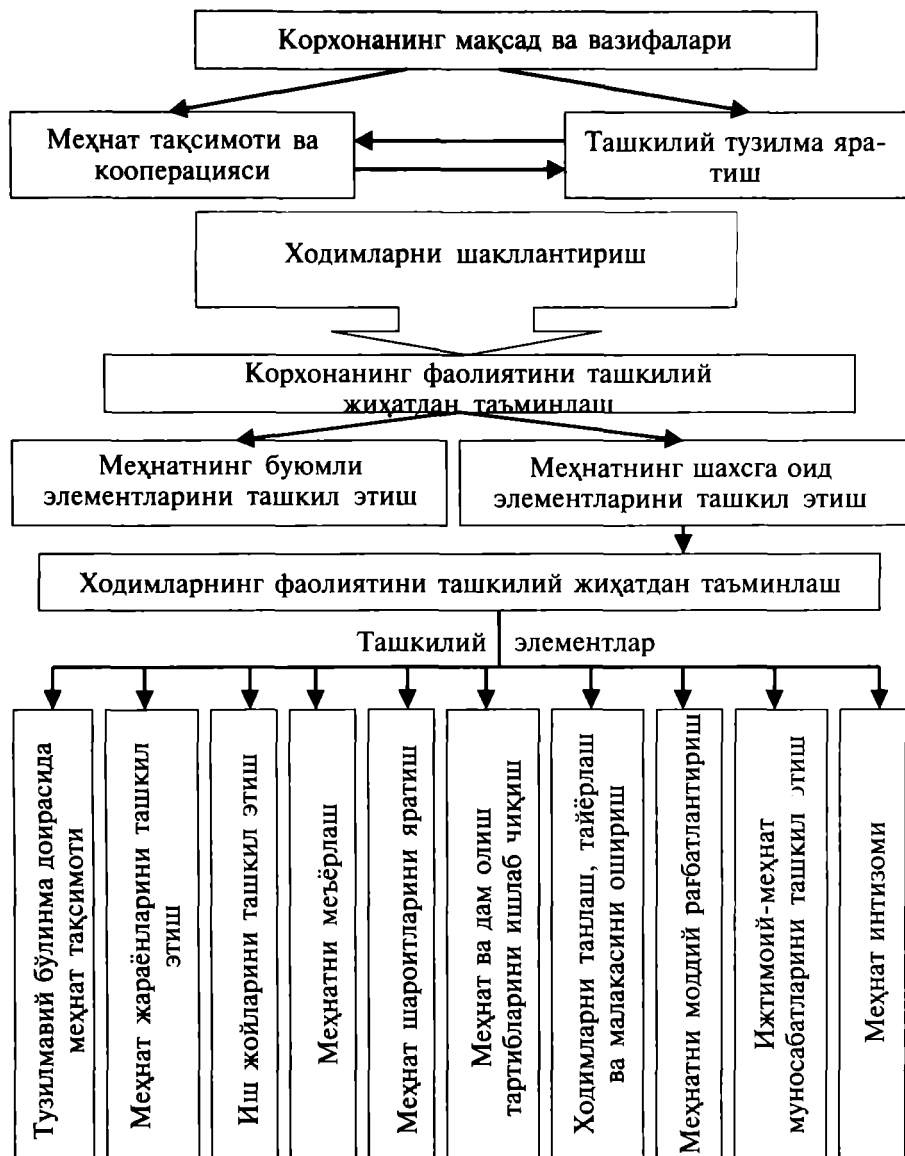 Корхонанинг мақсад ва вазифалари
Меҳнат тақсимоти ва
кооперацияси
Ташкилий тузилма яра-
тиш
Ходимларни шакллантириш
Корхонанинг фаолиятини ташкилий
жиҳатдан таъминлаш
Меҳнатнинг буюмли
элементларини ташкил этиш
Меҳнатнинг шахсга оид
элементларини ташкил этиш
Ходимларнинг фаолиятини ташкилий жиҳатдан таъминлаш
Ташкилий элементлар
Тузилмавий бўлинма доирасида
меҳнат тақсимоти
Меҳнат жараёнларини ташкил
этиш
Иш жойларини ташкил этиш
Меҳнатни меъёрлаш
Меҳнат шароитларини яратиш
Меҳнат ва дам олиш
тартибларини ишлаб чиқиш
Ходимларни танлаш, тайёрлаш
ва малакасини ошириш
Меҳнатни моддий рағбатлантириш
Ижтимоий-меҳнат
муносабатларини ташкил этиш
Меҳнат интизоми